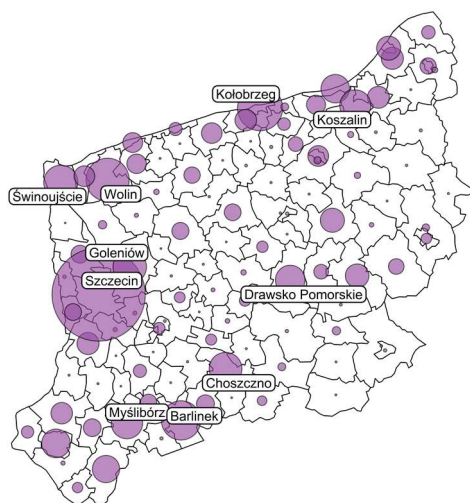 Kołobrzeg
Koszalin
Świnoujście
Wolin
Goleniów
Szczecin
Drawsko Pomorskie
Choszczno
Myślibórz
Barlinek